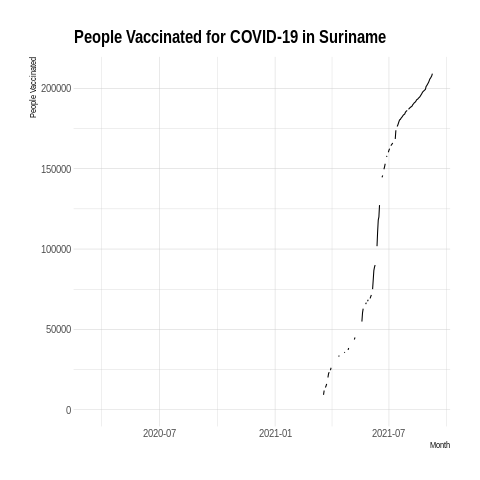 People Vaccinated for COVID-19 in Suriname
People Vaccinated
200000
150000
100000
50000
0
2020-07
2021-01
2021-07
Month